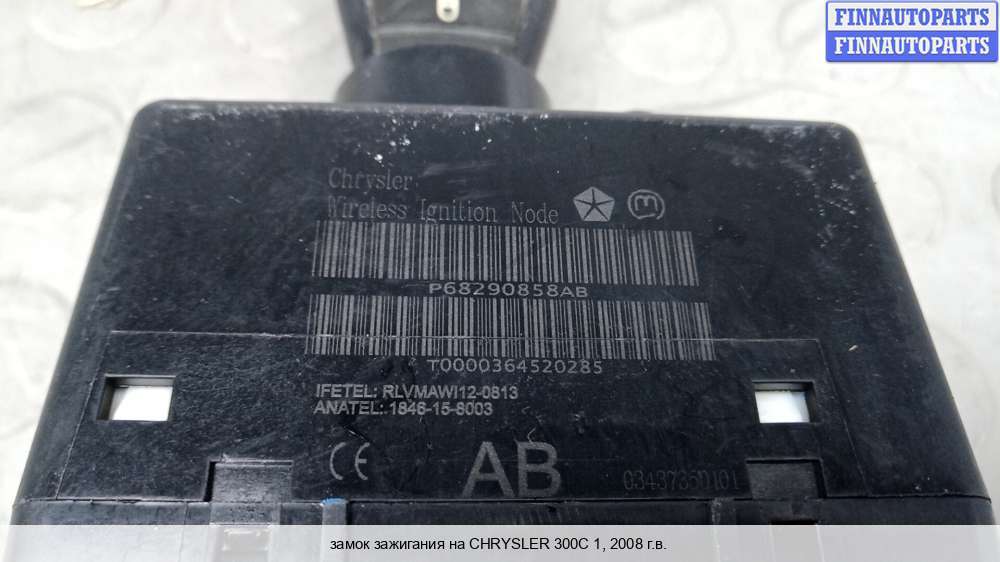 FINNAUTOPARTS
FINNAUTOPARTS
Chrysler
Wireless Ignition Node
P68290858AB
T0000364520285
IFETEL: RLVMAWI12-0813
ANATEL: 1846-15-8003
CE AB
замок зажигания на CHRYSLER 300C 1, 2008 г.в.